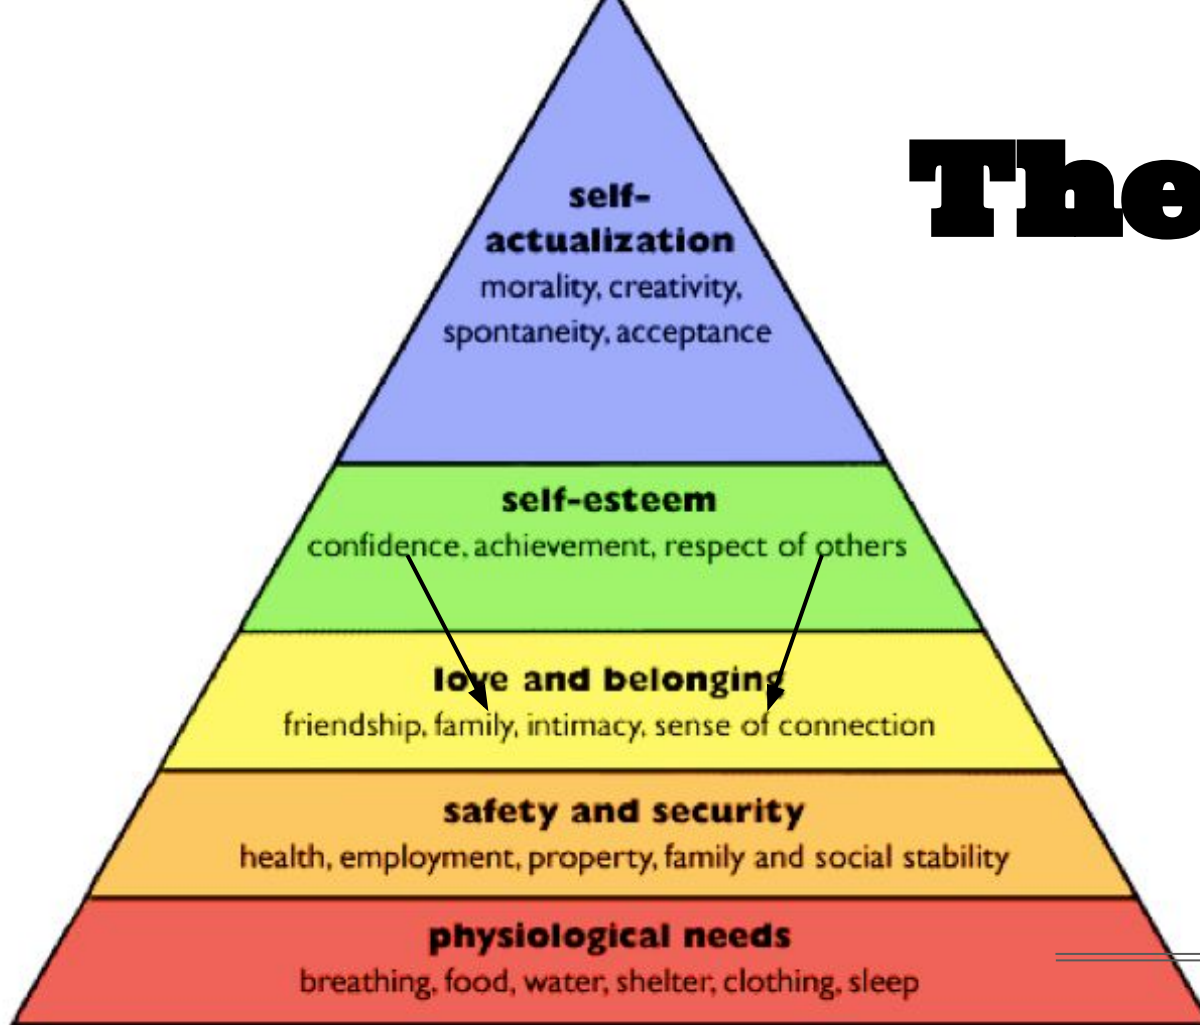 The
self-
actualization
morality, creativity,
spontaneity, acceptance
self-esteem
confidence, achievement, respect of others
love and belonging
friendship, family, intimacy, sense of connection
safety and security
health, employment, property, family and social stability
physiological needs
breathing, food, water, shelter, clothing, sleep